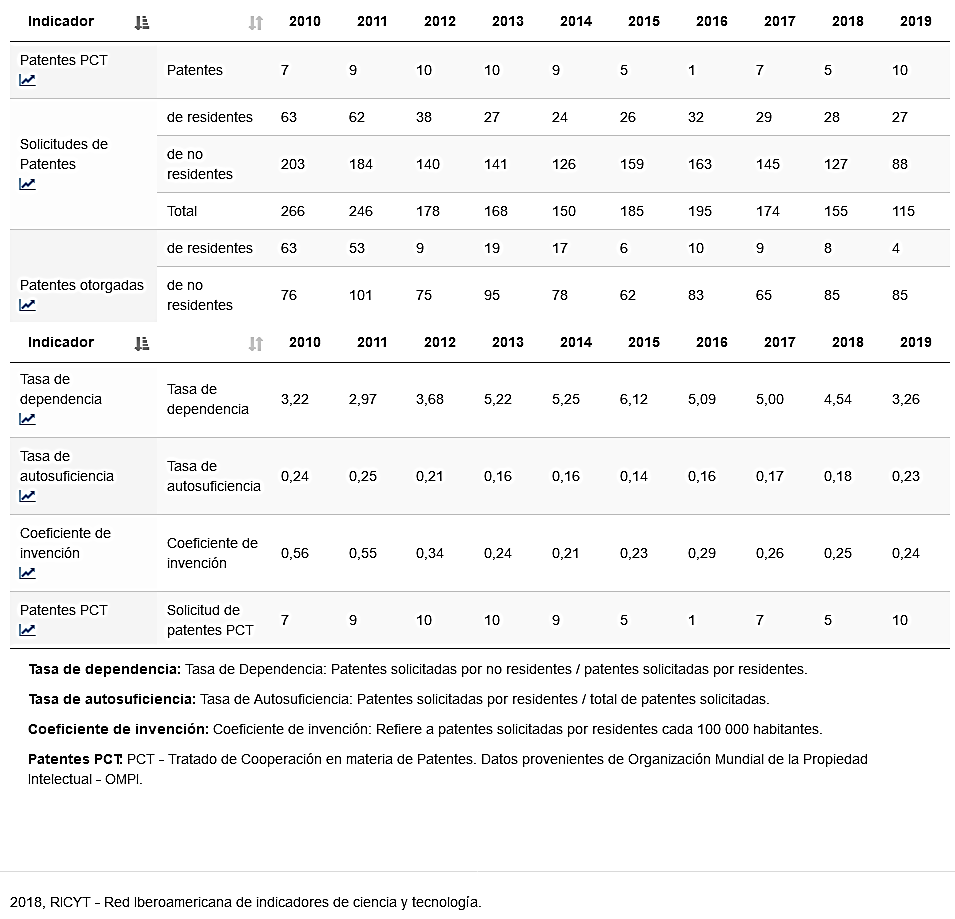 Indicador 2010 2011 2012 2013 2014 2015 2016 2017 2018 2019
Patentes PCT
Patentes 7 9 10 10 9 5 1 7 5 10
Solicitudes de
Patentes
de residentes 63 62 38 27 24 26 32 29 28 27
de no
residentes
203 184 140 141 126 159 163 145 127 88
Total 266 246 178 168 150 185 195 174 155 115
Patentes otorgadas
de residentes 63 53 9 19 17 6 10 9 8 4
de no
residentes
76 101 75 95 78 62 83 65 85 85
Indicador 2010 2011 2012 2013 2014 2015 2016 2017 2018 2019
Tasa de
dependencia
Tasa de
dependencia
3,22 2,97 3,68 5,22 5,25 6,12 5,09 5,00 4,54 3,26
Tasa de
autosuficiencia
Tasa de
autosuficiencia
0,24 0,25 0,21 0,16 0,16 0,14 0,16 0,17 0,18 0,23
Coeficiente de
invención
Coeficiente de
invención
0,56 0,55 0,34 0,24 0,21 0,23 0,29 0,26 0,25 0,24
Patentes PCT
Solicitud de
patentes PCT
7 9 10 10 9 5 1 7 5 10
Tasa de dependencia: Tasa de Dependencia: Patentes solicitadas por no residentes / patentes solicitadas por residentes.
Tasa de autosuficiencia: Tasa de Autosuficiencia: Patentes solicitadas por residentes / total de patentes solicitadas.
Coeficiente de invención: Coeficiente de invención: Refiere a patentes solicitadas por residentes cada 100 000 habitantes.
Patentes PCT: PCT - Tratado de Cooperación en materia de Patentes. Datos provenientes de Organización Mundial de la Propiedad
Intelectual - OMPI.
2018, RICYT - Red Iberoamericana de indicadores de ciencia y tecnología.